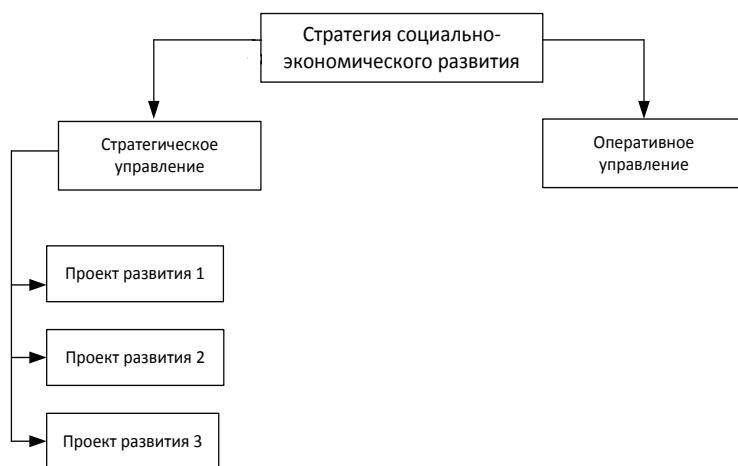 Стратегия социально-
экономического развития
Стратегическое
управление
Оперативное
управление
Проект развития 1
Проект развития 2
Проект развития 3